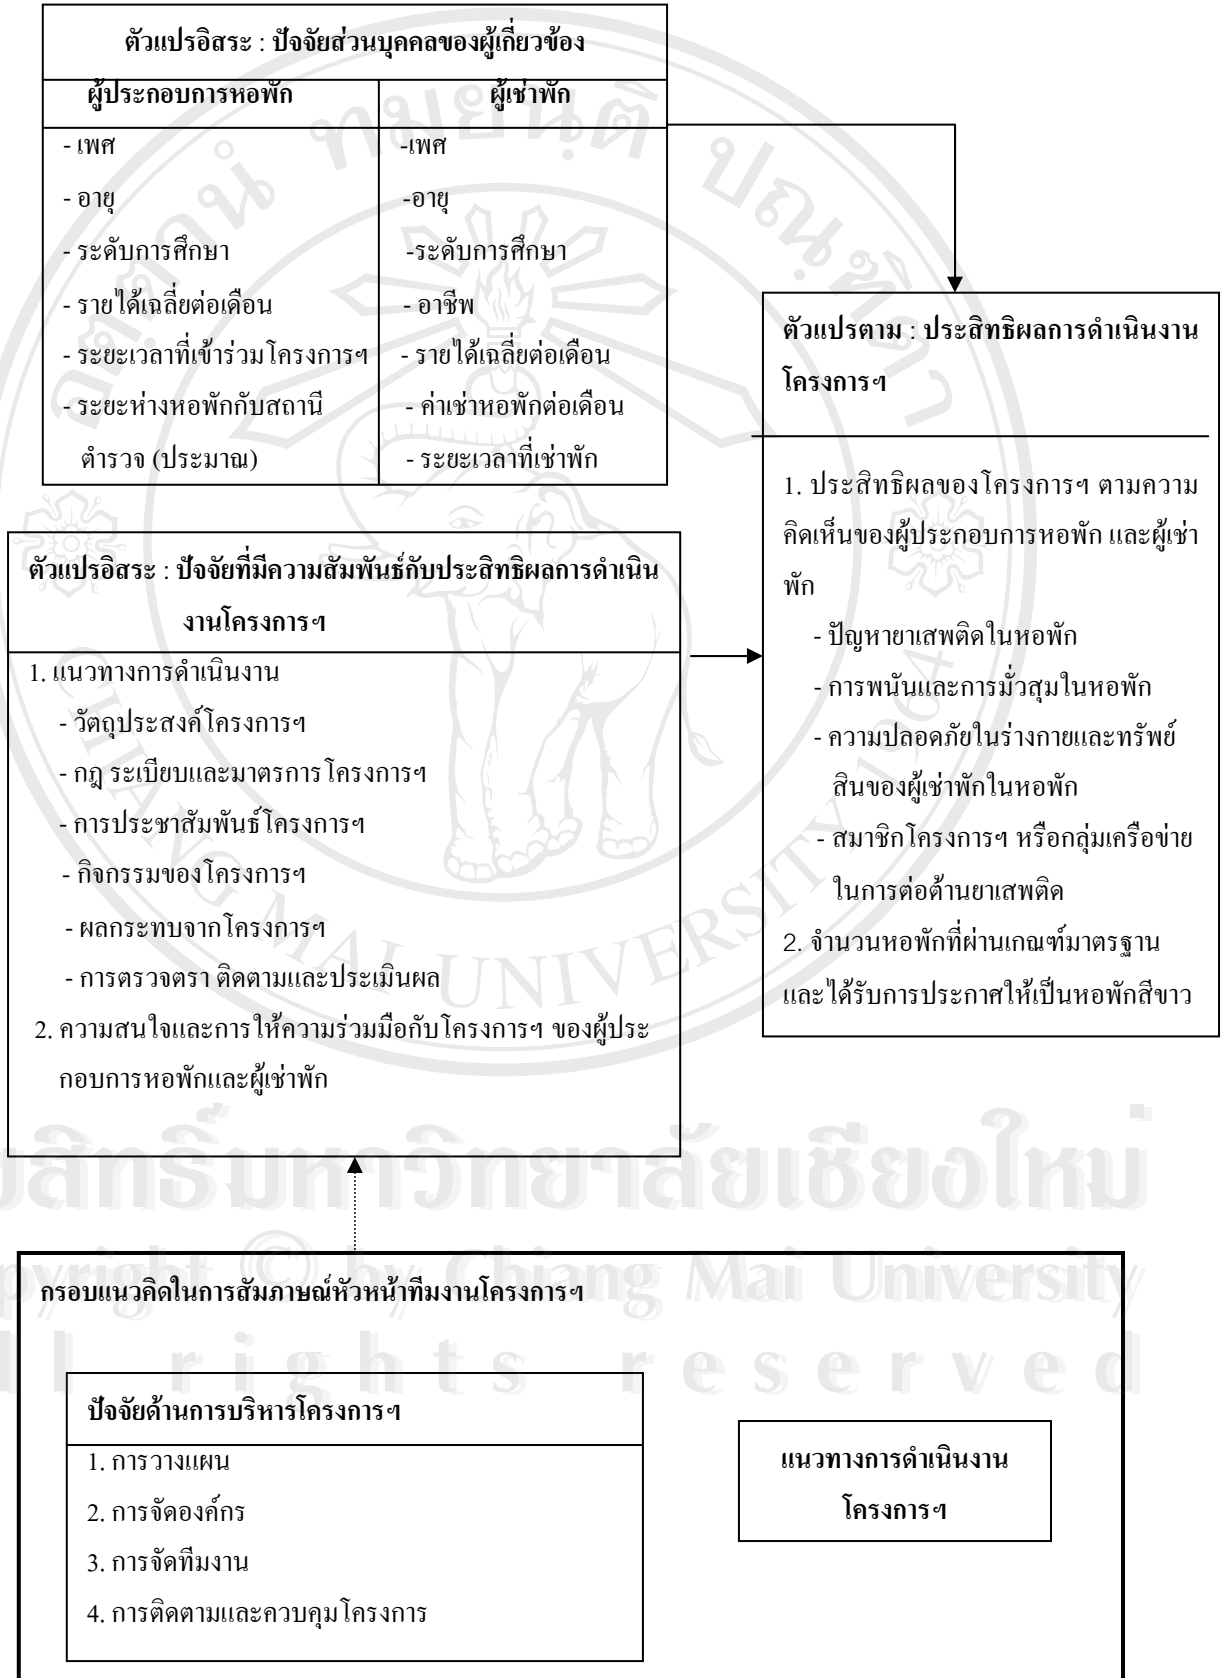 ตัวแปรอิสระ : ปัจจัยส่วนบุคคลของผู้เกี่ยวข้อง
ผู้ประกอบการหอพัก
- เพศ
- อายุ
- ระดับการศึกษา
- รายได้เฉลี่ยต่อเดือน
- ระยะเวลาที่เข้าร่วมโครงการฯ
- ระยะห่างหอพักกับสถานี
ตำรวจ (ประมาณ)
ผู้เช่าพัก
-เพศ
-อายุ
-ระดับการศึกษา
- อาชีพ
- รายได้เฉลี่ยต่อเดือน
- ค่าเช่าหอพักต่อเดือน
- ระยะเวลาที่เช่าพัก
ตัวแปรตาม : ประสิทธิผลการดำเนินงาน
โครงการฯ
1. ประสิทธิผลของโครงการฯ ตามความ
คิดเห็นของผู้ประกอบการหอพัก และผู้เช่า
พัก
- ปัญหายาเสพติดในหอพัก
- การพนันและการมั่วสุมในหอพัก
- ความปลอดภัยในร่างกายและทรัพย์
สินของผู้เช่าพักในหอพัก
- สมาชิกโครงการฯ หรือกลุ่มเครือข่าย
ในการต่อต้านยาเสพติด
2. จำนวนหอพักที่ผ่านเกณฑ์มาตรฐาน
และได้รับการประกาศให้เป็นหอพักสีขาว
ตัวแปรอิสระ : ปัจจัยที่มีความสัมพันธ์กับประสิทธิผลการดำเนิน
งานโครงการฯ
1. แนวทางการดำเนินงาน
- วัตถุประสงค์โครงการฯ
- กฎ ระเบียบและมาตรการโครงการฯ
- การประชาสัมพันธ์โครงการฯ
- กิจกรรมของโครงการฯ
- ผลกระทบจากโครงการฯ
- การตรวจตรา ติดตามและประเมินผล
2. ความสนใจและการให้ความร่วมมือกับโครงการฯ ของผู้ประ
กอบการหอพักและผู้เช่าพัก
กรอบแนวคิดในการสัมภาษณ์หัวหน้าทีมงานโครงการฯ
ปัจจัยด้านการบริหารโครงการฯ
1. การวางแผน
2. การจัดองค์กร
3. การจัดทีมงาน
4. การติดตามและควบคุมโครงการ
แนวทางการดำเนินงาน
โครงการฯ
CHIANG MAI UNIVERSITY 1964
สิทธิ์มหาวิทยาลัยเชียงใหม่
pyright © by Chiang Mai University
ll rights reserved